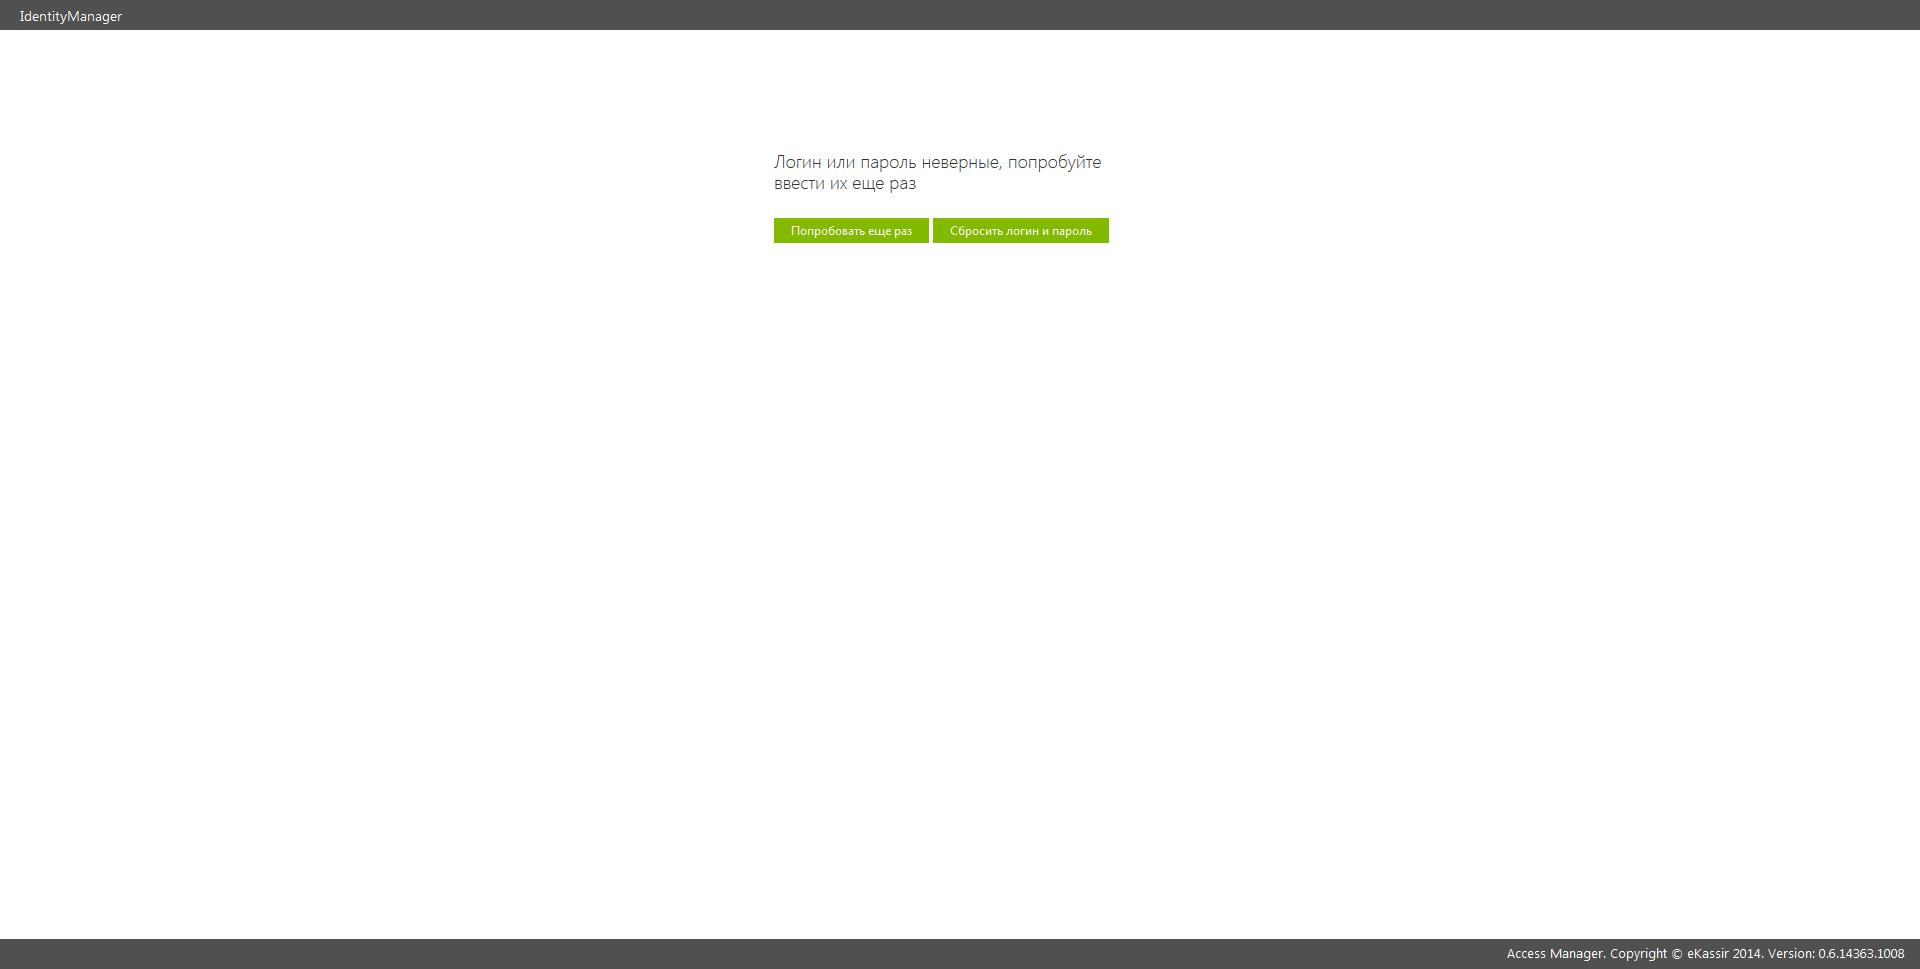 IdentityManager
Логин или пароль неверные, попробуйте
ввести их еще раз
Попробовать еще раз
Сбросить логин и пароль
Access Manager. Copyright © eKassir 2014. Version: 0.6.14363.1008